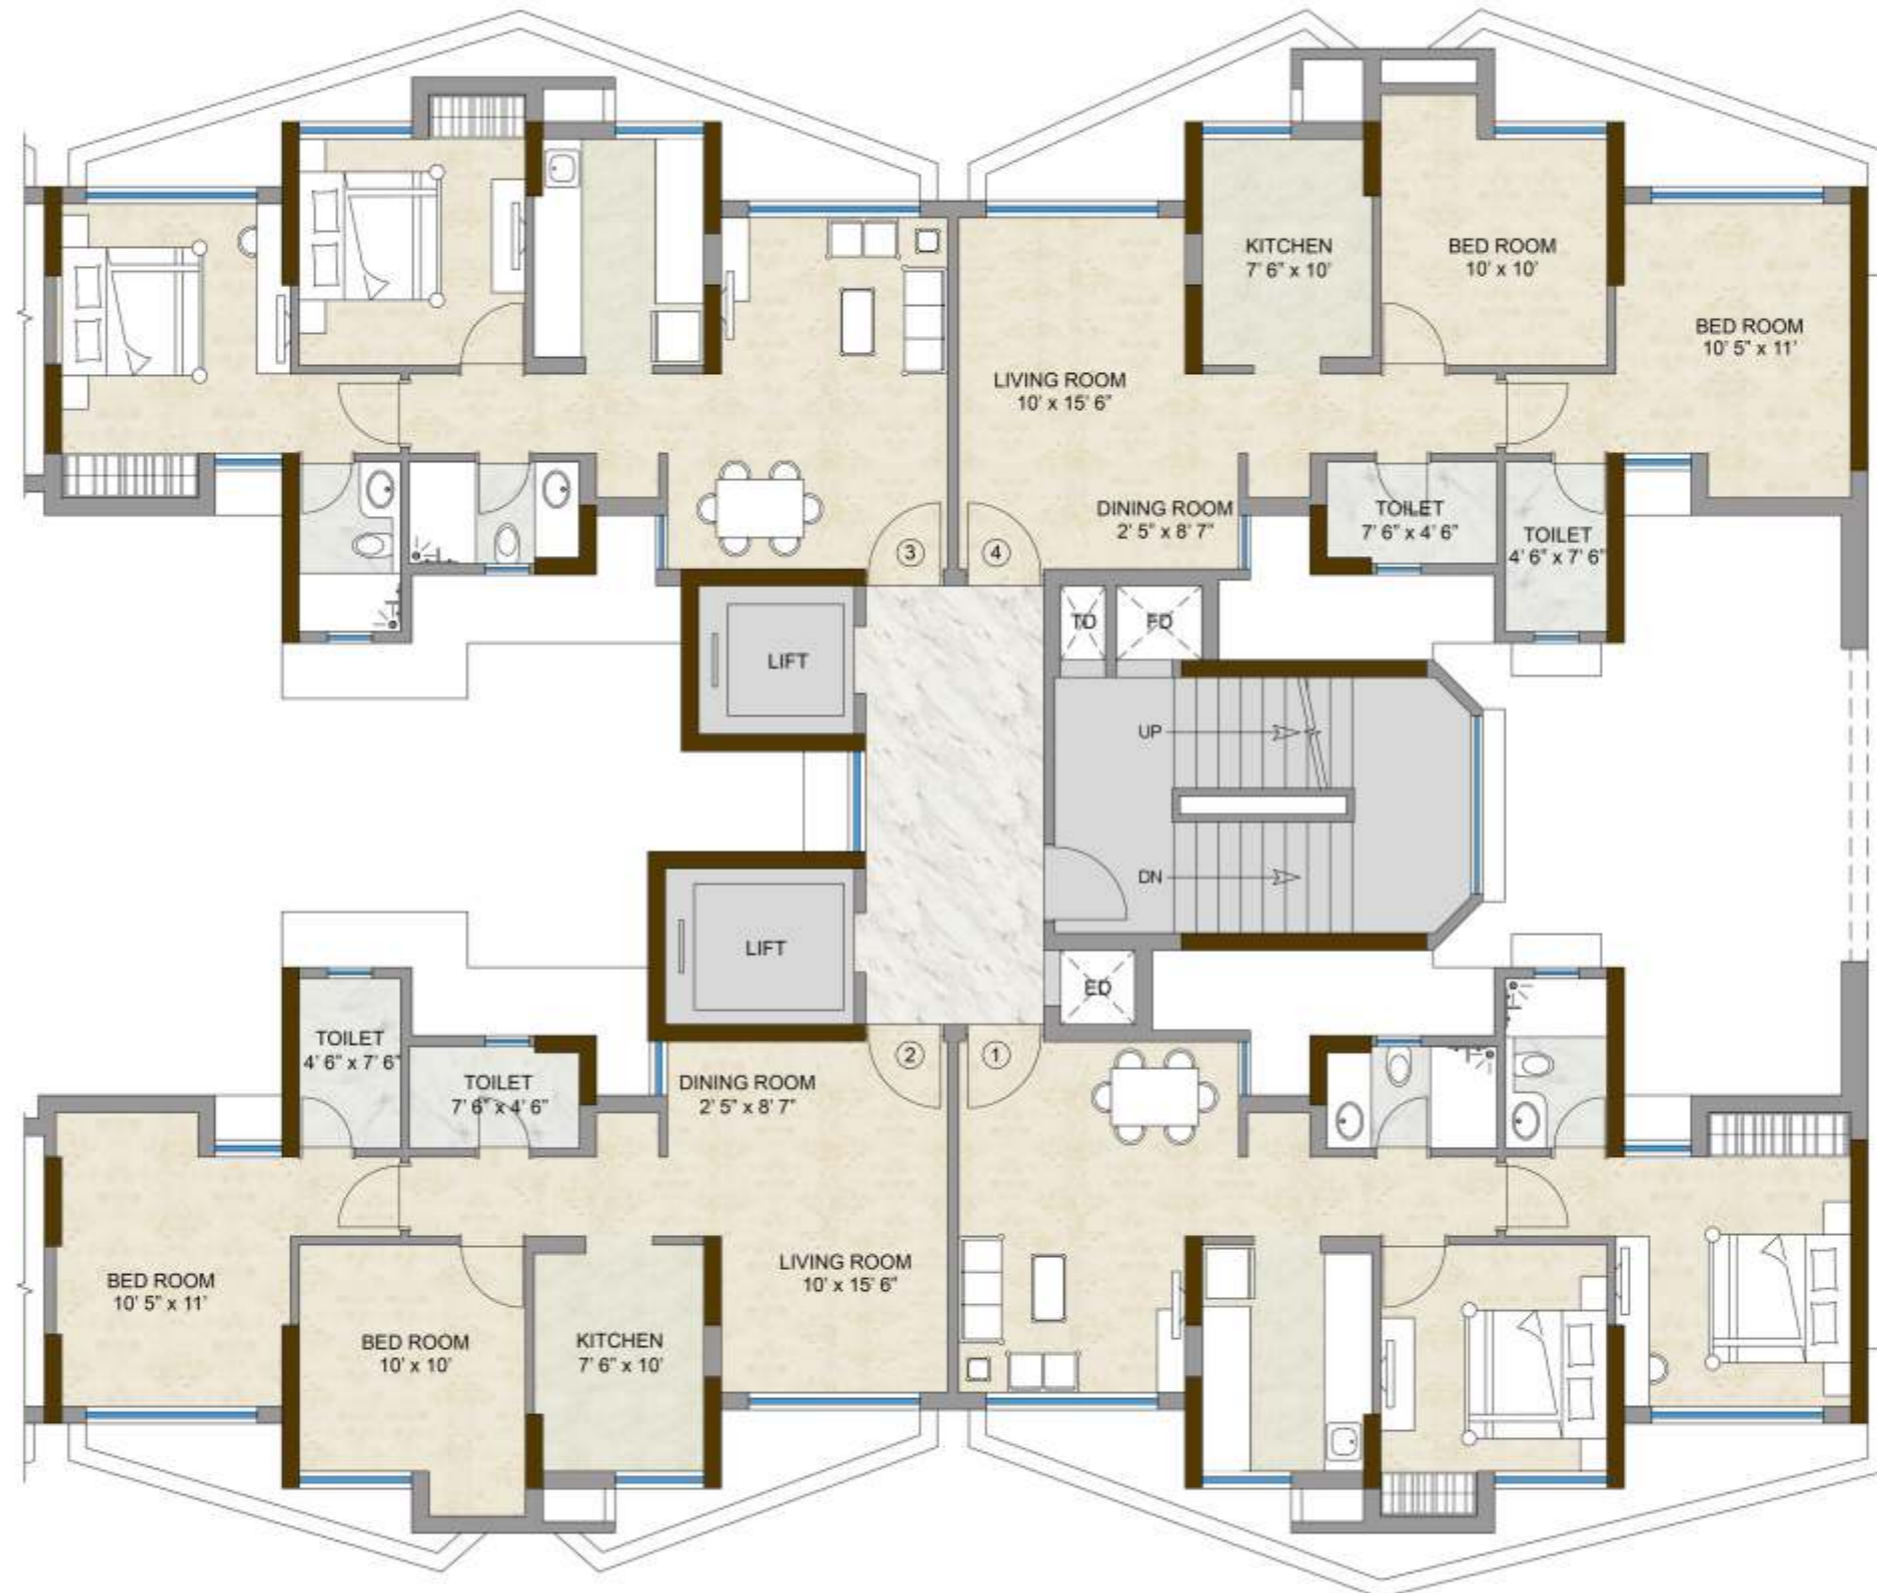 KITCHEN
7' 6" x 10'
BED ROOM
10' x 10'
BED ROOM
10' 5" x 11'
LIVING ROOM
10' x 15' 6"
DINING ROOM
2' 5" x 8' 7"
TOILET
7' 6" x 4' 6"
TOILET
4' 6" x 7' 6"
3
4
TD
FD
LIFT
UP
DN
LIFT
ED
TOILET
4' 6" x 7' 6"
TOILET
7' 6" x 4' 6"
DINING ROOM
2' 5" x 8' 7"
2
1
LIVING ROOM
10' x 15' 6"
BED ROOM
10' 5" x 11'
BED ROOM
10' x 10'
KITCHEN
7' 6" x 10'